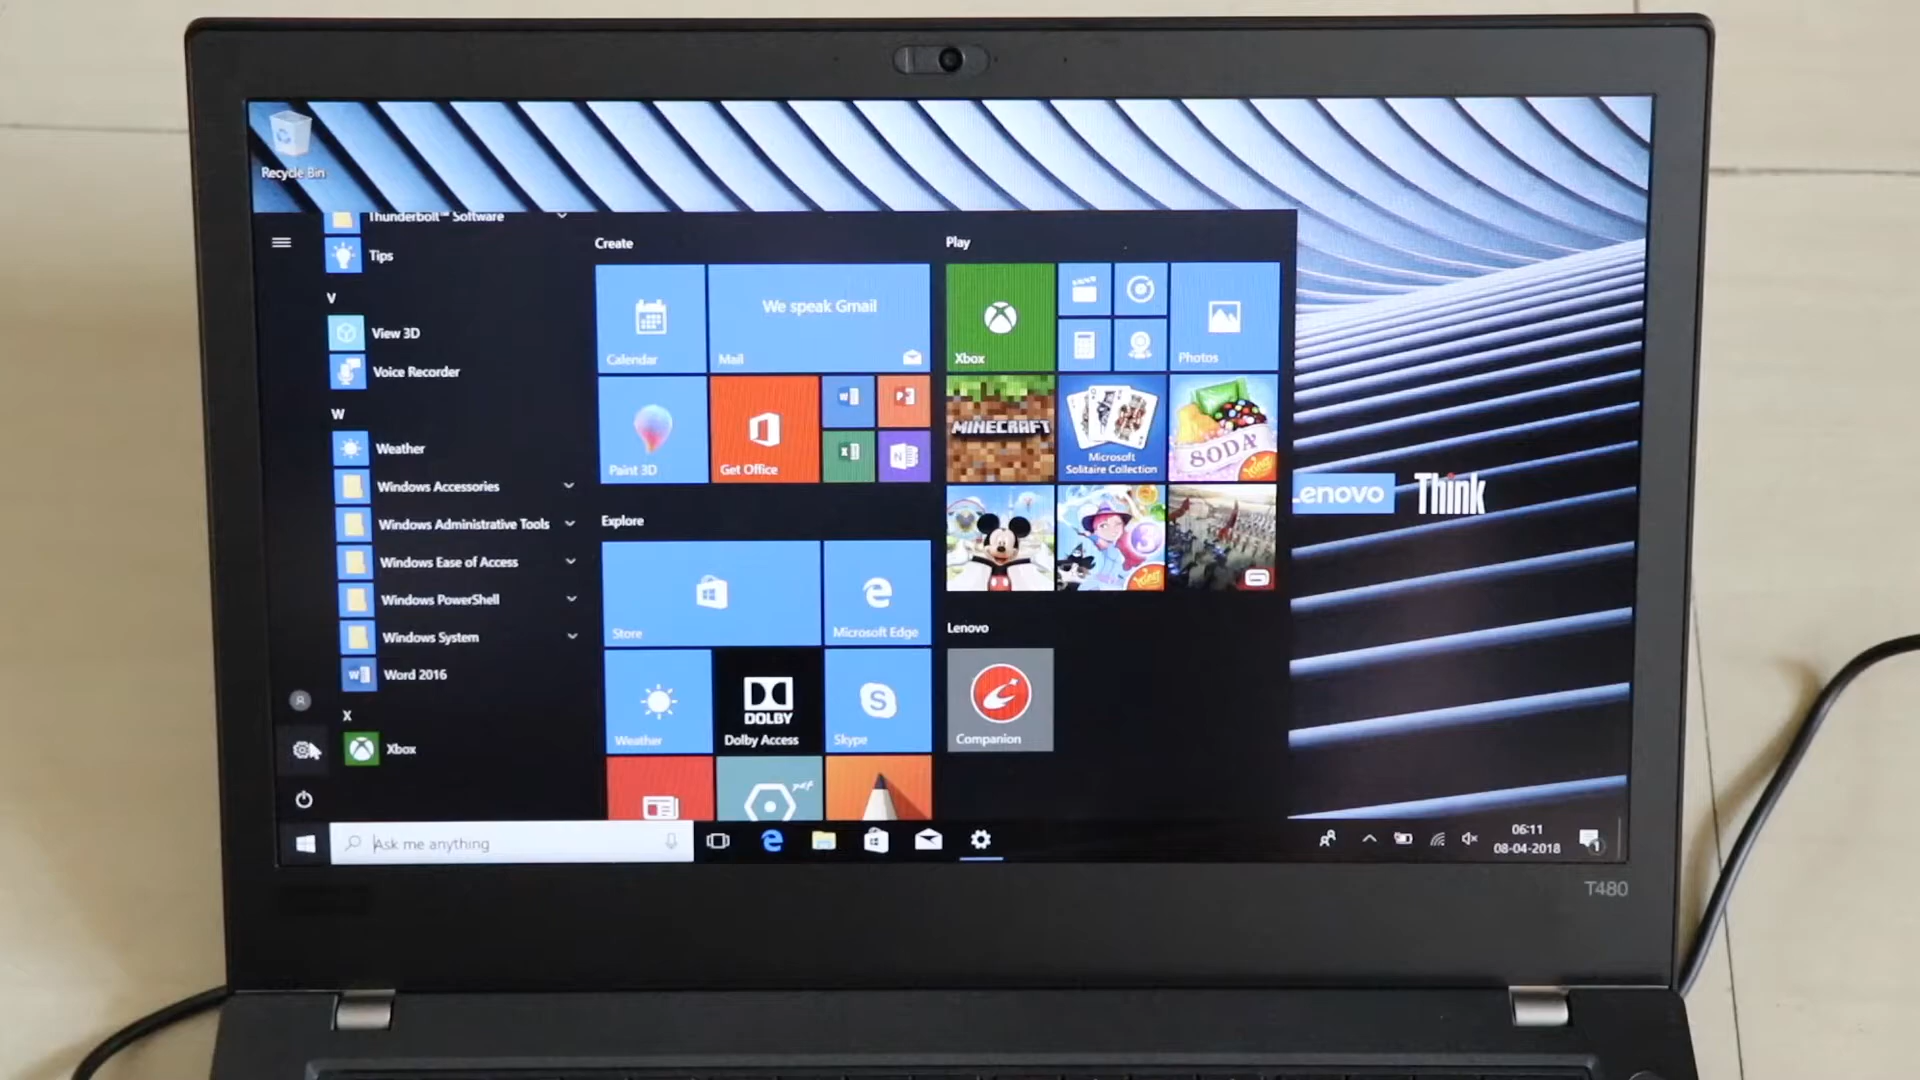 Recycle Bin
Thunderbolt™ Software
Tips
V
View 3D
Voice Recorder
W
Weather
Windows Accessories
Windows Administrative Tools
Windows Ease of Access
Windows PowerShell
Windows System
Word 2016
X
Xbox
Create
We speak Gmail
Calendar
Mail
Paint 3D
Get Office
Explore
Store
Microsoft Edge
Weather
DOLBY
Dolby Access
Skype
Play
Xbox
Photos
MINECRAFT
Microsoft
Solitaire Collection
SODA
King
King
Lenovo
Companion
Lenovo
Think
Ask me anything
06:11
08-04-2018
1
T480